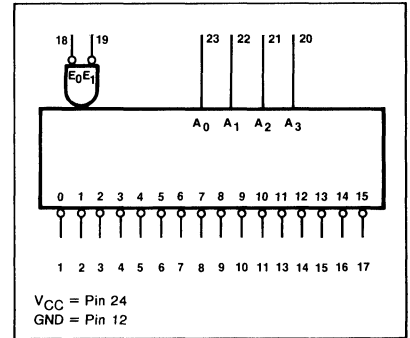 18 19 23 22 21 20
E0E1
A0 A1 A2 A3
0 1 2 3 4 5 6 7 8 9 10 11 12 13 14 15
1 2 3 4 5 6 7 8 9 10 11 13 14 15 16 17
VCC = Pin 24
GND = Pin 12